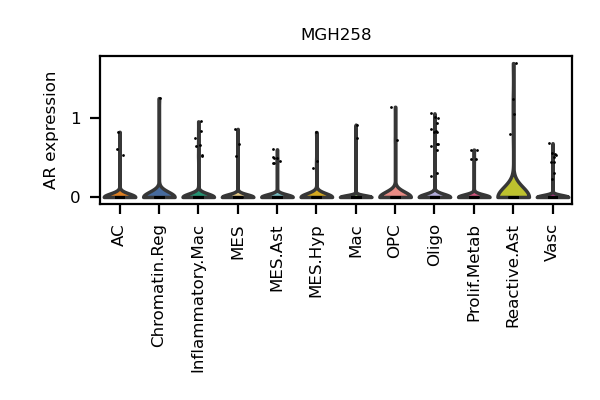 MGH258
AR expression
1
0
AC
Chromatin.Reg
Inflammatory.Mac
MES
MES.Ast
MES.Hyp
Mac
OPC
Oligo
Prolif.Metab
Reactive.Ast
Vasc